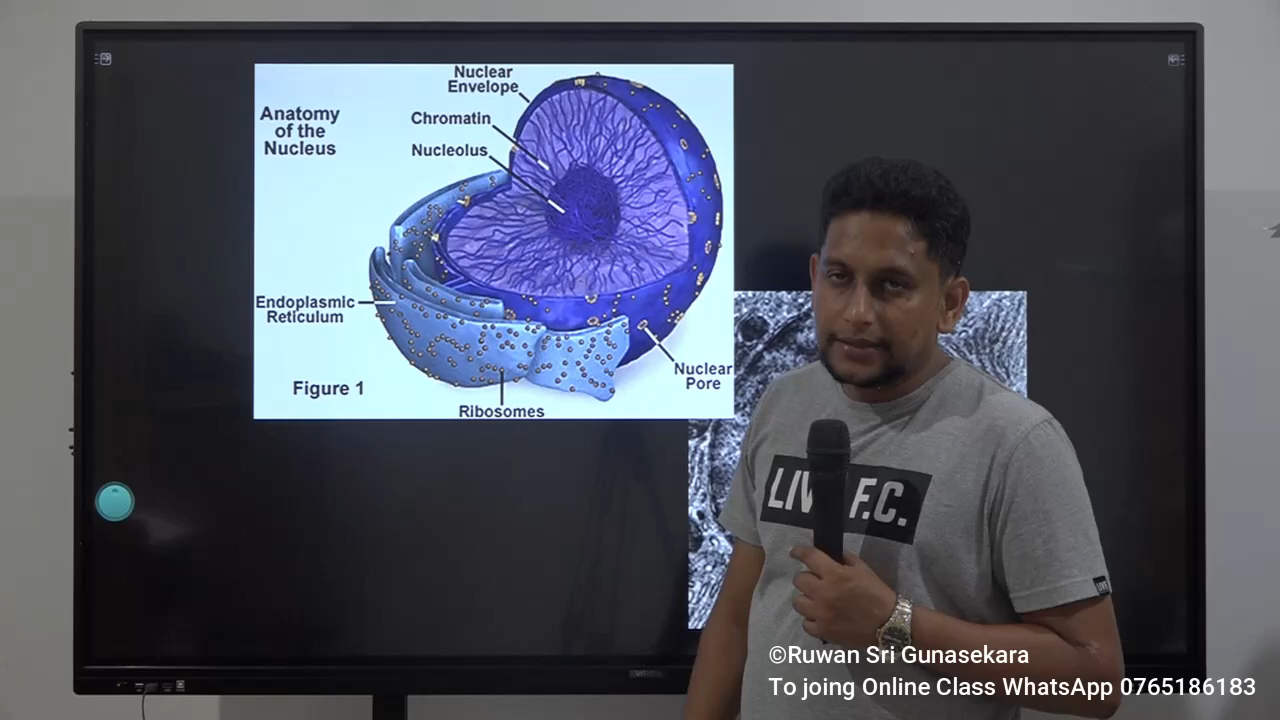 Anatomy
of the
Nucleus
Nuclear
Envelope
Chromatin
Nucleolus
Endoplasmic
Reticulum
Nuclear
Pore
Figure 1
Ribosomes
LIV F.C.
©Ruwan Sri Gunasekara
To joing Online Class WhatsApp 0765186183